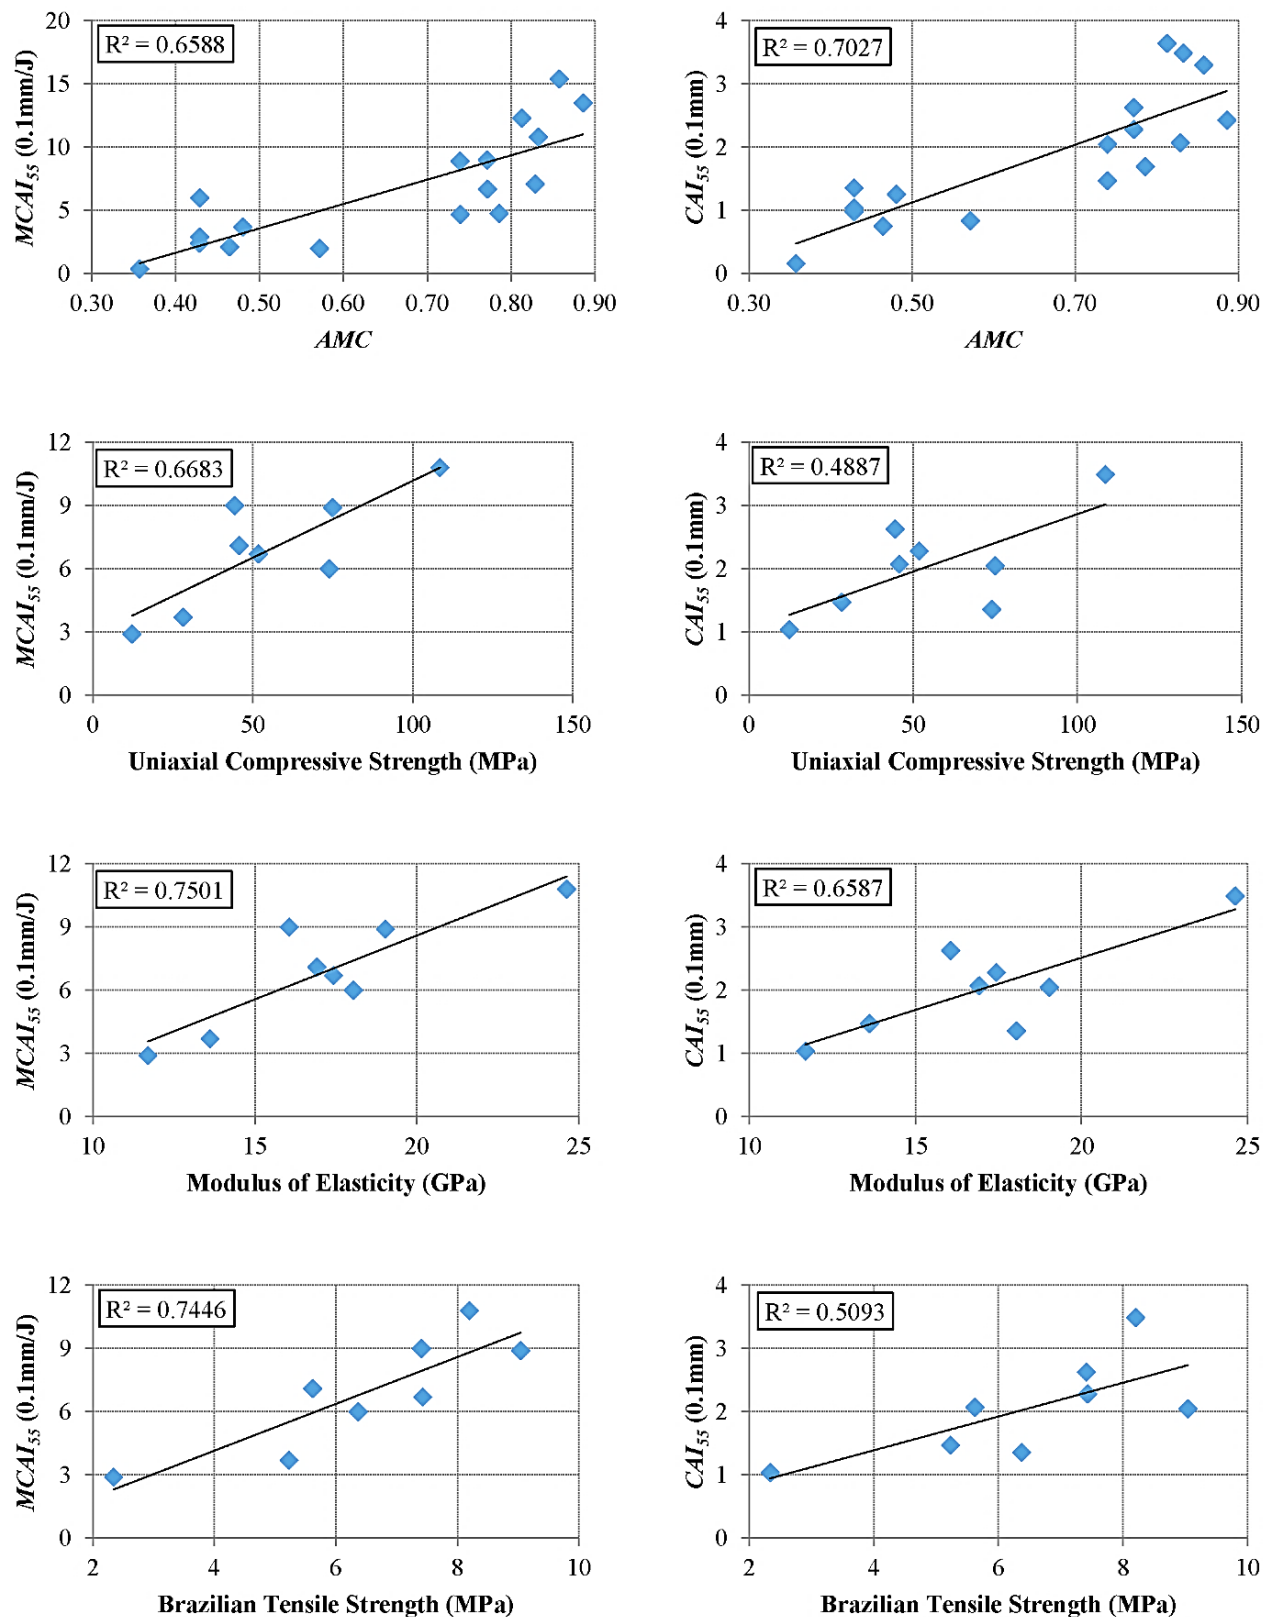 R² = 0.6588
MCAI₅₅ (0.1mm/J)
20
15
10
5
0
0.30 0.40 0.50 0.60 0.70 0.80 0.90
AMC
R² = 0.7027
CAI₅₅ (0.1mm)
4
3
2
1
0
0.30 0.50 0.70 0.90
AMC
R² = 0.6683
MCAI₅₅ (0.1mm/J)
12
9
6
3
0
0 50 100 150
Uniaxial Compressive Strength (MPa)
R² = 0.4887
CAI₅₅ (0.1mm)
4
3
2
1
0
0 50 100 150
Uniaxial Compressive Strength (MPa)
R² = 0.7501
MCAI₅₅ (0.1mm/J)
12
9
6
3
0
10 15 20 25
Modulus of Elasticity (GPa)
R² = 0.6587
CAI₅₅ (0.1mm)
4
3
2
1
0
10 15 20 25
Modulus of Elasticity (GPa)
R² = 0.7446
MCAI₅₅ (0.1mm/J)
12
9
6
3
0
2 4 6 8 10
Brazilian Tensile Strength (MPa)
R² = 0.5093
CAI₅₅ (0.1mm)
4
3
2
1
0
2 4 6 8 10
Brazilian Tensile Strength (MPa)